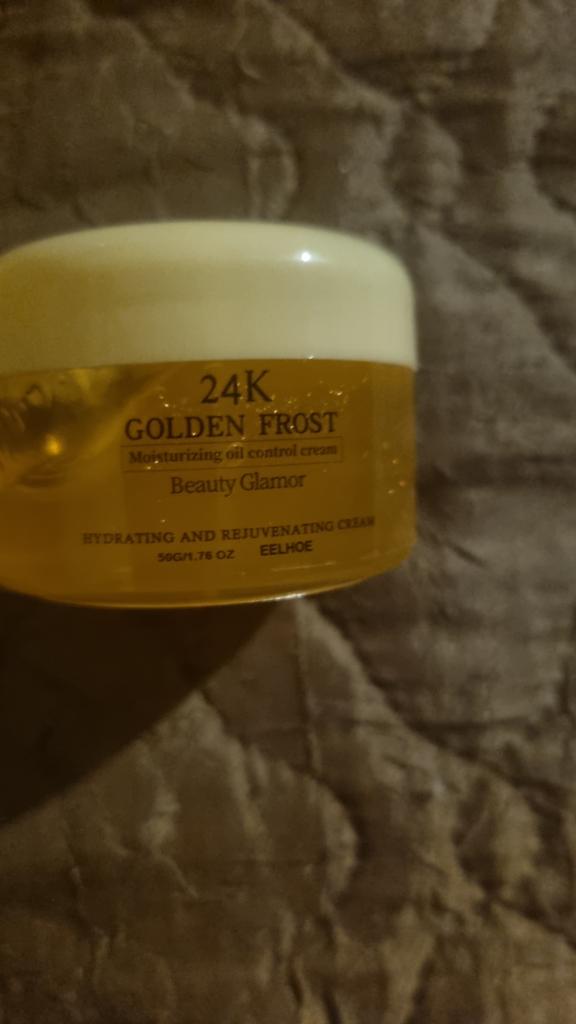 24K
GOLDEN FROST
Moisturizing oil control cream
Beauty Glamor
HYDRATING AND REJUVENATING CREAM
50G/1.76 OZ EELHOE